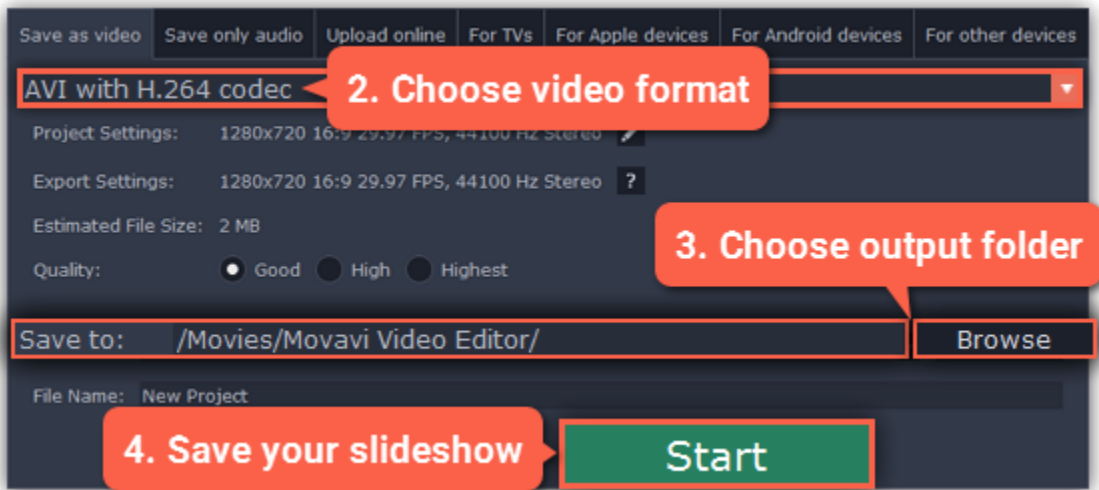 Save as video Save only audio Upload online For TVs For Apple devices For Android devices For other devices
AVI with H.264 codec 2. Choose video format
Project Settings: 1280x720 16:9 29.97 FPS, 44100 Hz Stereo
Export Settings: 1280x720 16:9 29.97 FPS, 44100 Hz Stereo ?
Estimated File Size: 2 MB
3. Choose output folder
Quality: Good High Highest
Save to: /Movies/Movavi Video Editor/ Browse
File Name: New Project
4. Save your slideshow Start